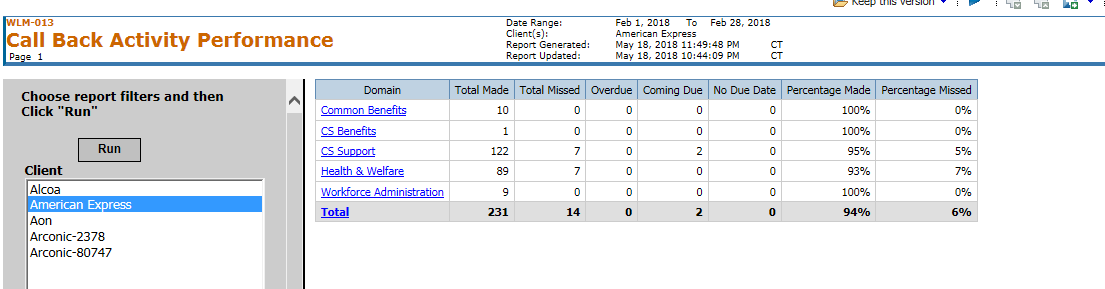 Keep this version
WLM-013
Call Back Activity Performance
Page 1
Date Range: Feb 1, 2018 To Feb 28, 2018
Client(s): American Express
Report Generated: May 18, 2018 11:49:48 PM CT
Report Updated: May 18, 2018 10:44:09 PM CT
Choose report filters and then
Click "Run"
Run
Client
Alcoa
American Express
Aon
Arconic-2378
Arconic-80747
Domain Total Made Total Missed Overdue Coming Due No Due Date Percentage Made Percentage Missed
Common Benefits 10 0 0 0 0 100% 0%
CS Benefits 1 0 0 0 0 100% 0%
CS Support 122 7 0 2 0 95% 5%
Health & Welfare 89 7 0 0 0 93% 7%
Workforce Administration 9 0 0 0 0 100% 0%
Total 231 14 0 2 0 94% 6%